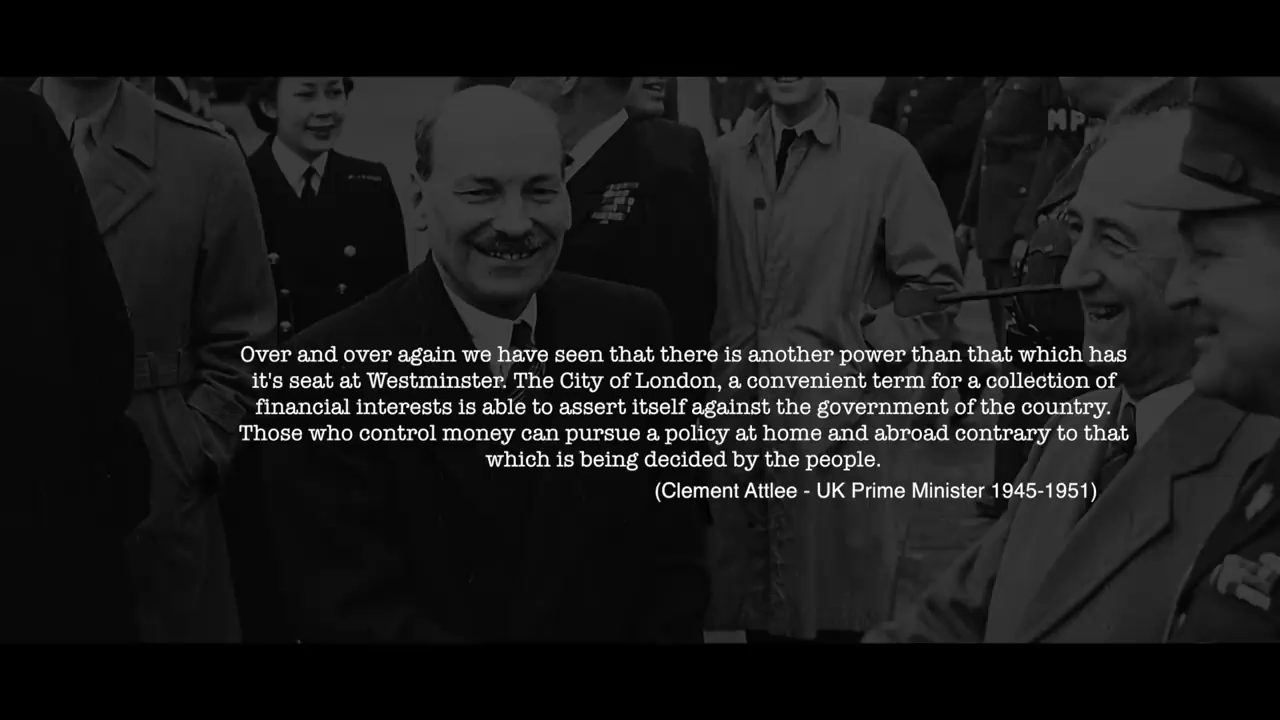 MP
Over and over again we have seen that there is another power than that which has
it's seat at Westminster. The City of London, a convenient term for a collection of
financial interests is able to assert itself against the government of the country.
Those who control money can pursue a policy at home and abroad contrary to that
which is being decided by the people.
(Clement Attlee - UK Prime Minister 1945-1951)